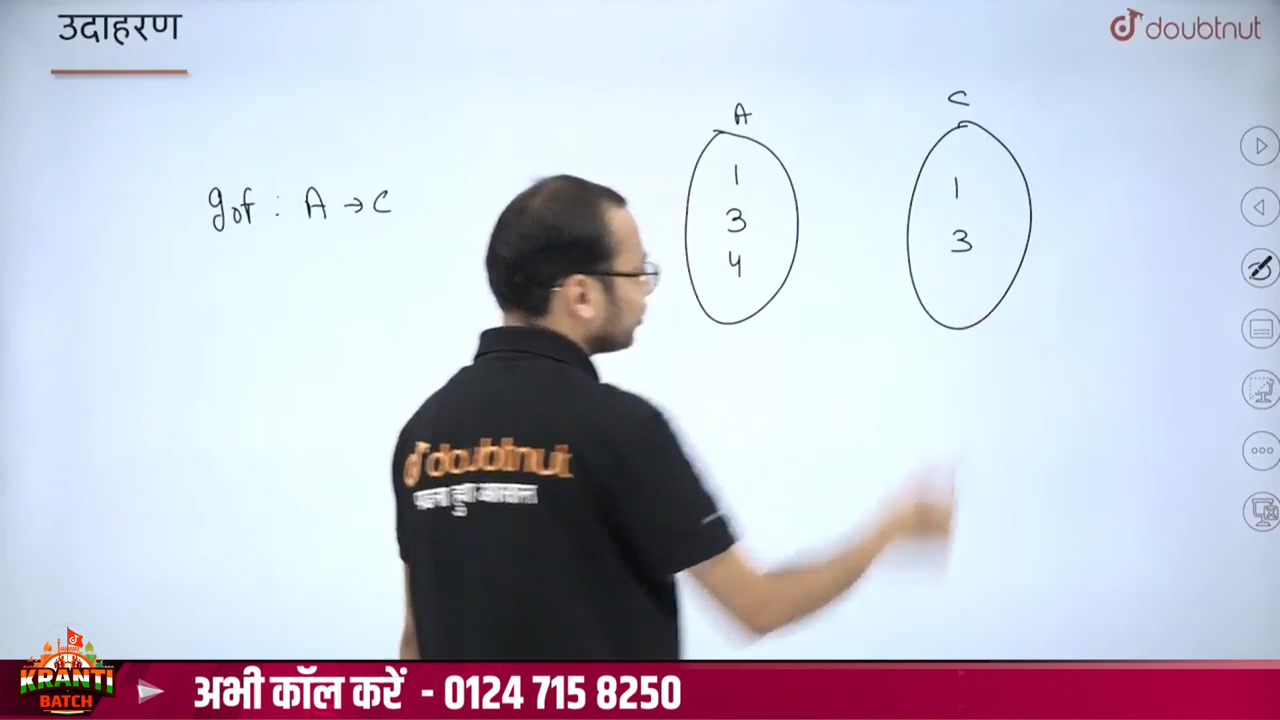 उदाहरण
doubtnut
A
C
gof : A → C
1
3
4
1
3
doubtnut
KRANTI
BATCH
अभी कॉल करें - 0124 715 8250